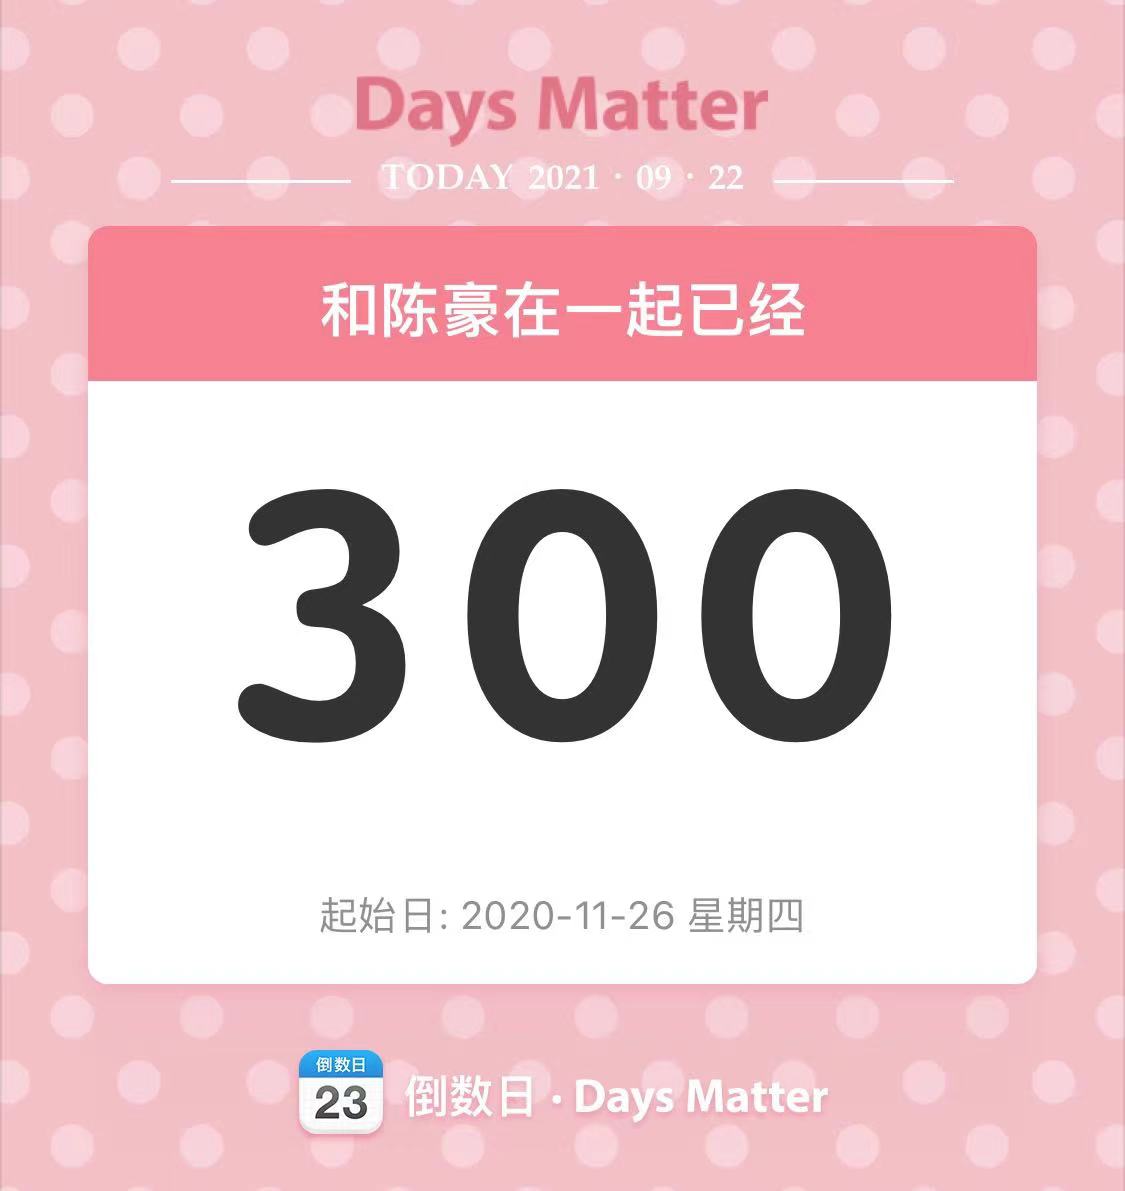 Days Matter
TODAY 2021 · 09 · 22
和陈豪在一起已经
300
起始日: 2020-11-26 星期四
倒数日
23
倒数日 · Days Matter